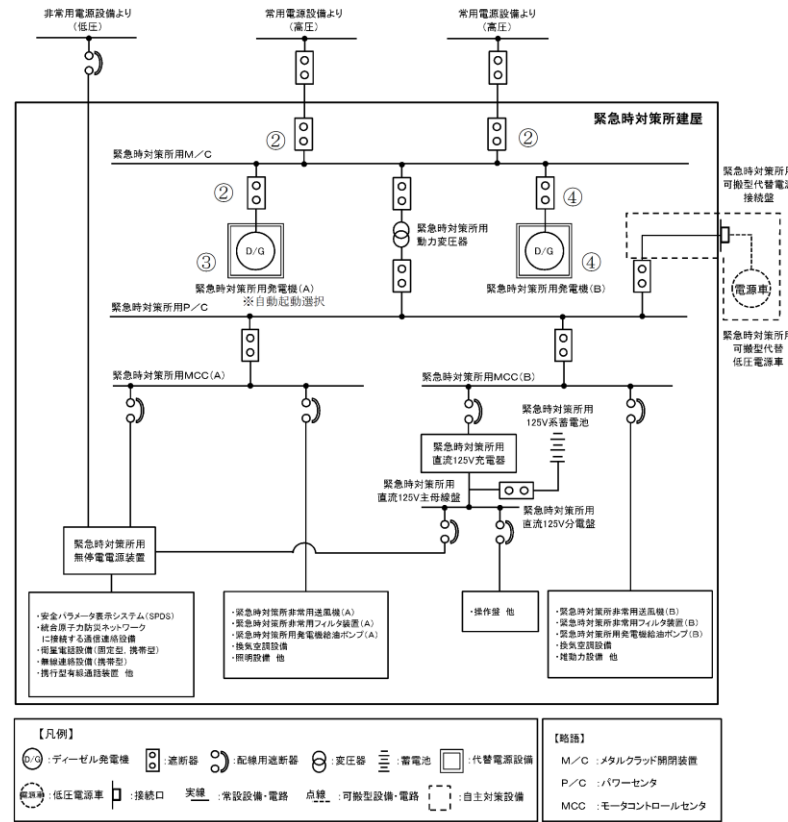 非常用電源設備より
(低圧)
常用電源設備より
(高圧)
常用電源設備より
(高圧)
緊急時対策所建屋
②
②
緊急時対策所用M/C
②
④
緊急時対策所用
動力変圧器
③
D/G
D/G
④
緊急時対策所用発電機(A)
※自動起動選択
緊急時対策所用発電機(B)
緊急時対策所用
可搬型代替電源
接続盤
電源車
緊急時対策所用
可搬型代替
低圧電源車
緊急時対策所用P/C
緊急時対策所用MCC(A)
緊急時対策所用MCC(B)
緊急時対策所用
125V系蓄電池
緊急時対策所用
直流125V充電器
緊急時対策所用
直流125V主母線盤
緊急時対策所用
直流125V分電盤
緊急時対策所用
無停電電源装置
・安全パラメータ表示システム(SPDS)
・統合原子力防災ネットワーク
に接続する通信連絡設備
・衛星電話設備(固定型，携帯型)
・無線連絡設備(携帯型)
・携行型有線通話装置 他
・緊急時対策所非常用送風機(A)
・緊急時対策所非常用フィルタ装置(A)
・緊急時対策所用発電機給油ポンプ(A)
・換気空調設備
・照明設備 他
・操作盤 他
・緊急時対策所非常用送風機(B)
・緊急時対策所非常用フィルタ装置(B)
・緊急時対策所用発電機給油ポンプ(B)
・換気空調設備
・雑動力設備 他
【凡例】
D/G :ディーゼル発電機 :遮断器 :配線用遮断器 :変圧器 :蓄電池 :代替電源設備
電源車 :低圧電源車 :接続口 実線 :常設設備・電路 点線 :可搬型設備・電路 :自主対策設備
【略語】
M/C :メタルクラッド開閉装置
P/C :パワーセンタ
MCC :モータコントロールセンタ